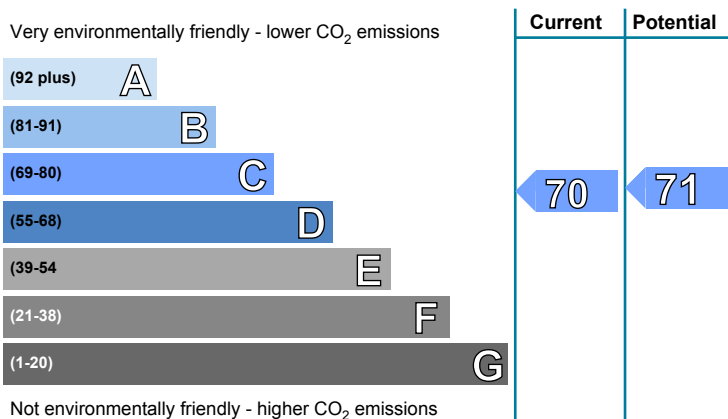 Current Potential
Very environmentally friendly - lower CO2 emissions
(92 plus) A
(81-91) B
(69-80) C
70 71
(55-68) D
(39-54 E
(21-38) F
(1-20) G
Not environmentally friendly - higher CO2 emissions